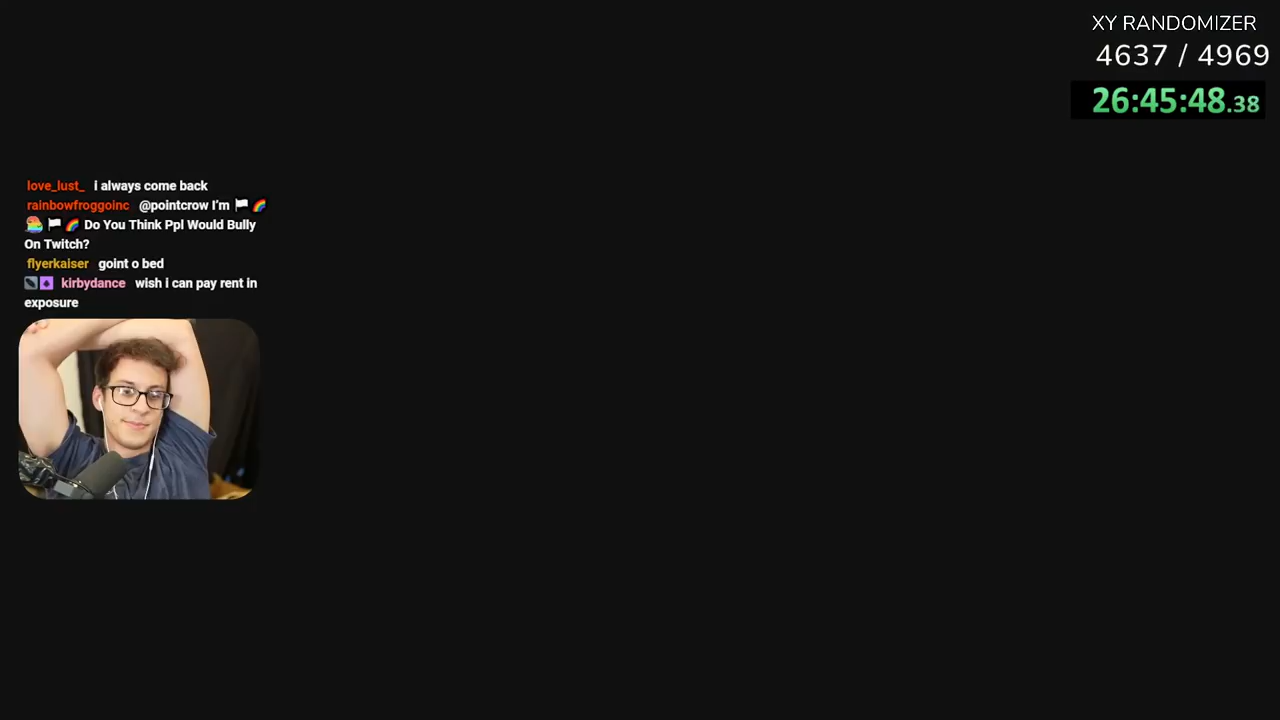 XY RANDOMIZER
4637 / 4969
26:45:48.38
love_lust_ i always come back
rainbowfroggoinc @pointcrow I'm 🏳🌈
🏳🌈 Do You Think Ppl Would Bully
On Twitch?
flyerkaiser goint o bed
kirbydance wish i can pay rent in
exposure